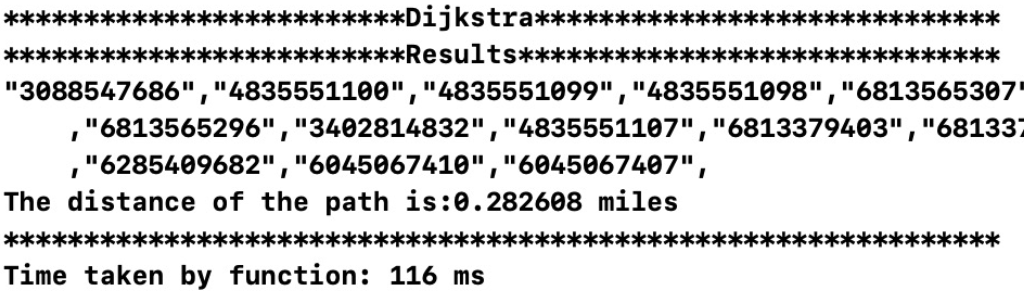 *************************Dijkstra*****************************
*************************Results******************************
"3088547686","4835551100","4835551099","4835551098","6813565307"
,"6813565296","3402814832","4835551107","6813379403","681337
,"6285409682","6045067410","6045067407",
The distance of the path is:0.282608 miles
**************************************************************
Time taken by function: 116 ms